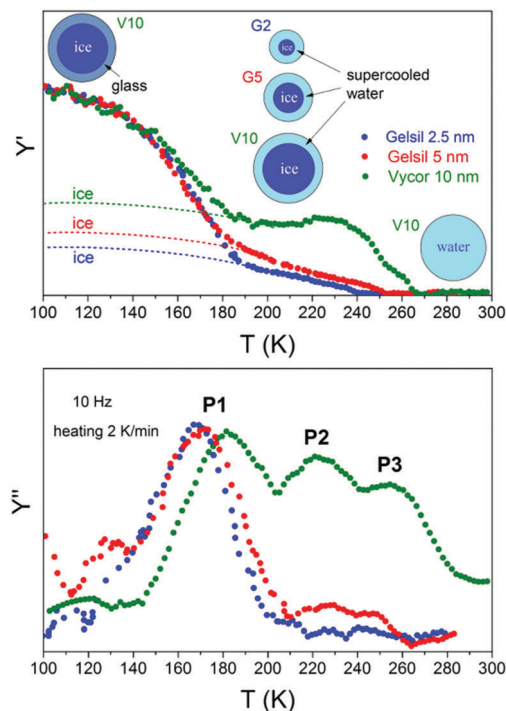 V10
ice
glass
G2
ice
G5
ice
supercooled
water
V10
ice
Gelsil 2.5 nm
Gelsil 5 nm
Vycor 10 nm
ice
ice
ice
V10
water
Y'
100 120 140 160 180 200 220 240 260 280 300
T (K)
10 Hz
heating 2 K/min
P1
P2
P3
Y"
100 120 140 160 180 200 220 240 260 280 300
T (K)